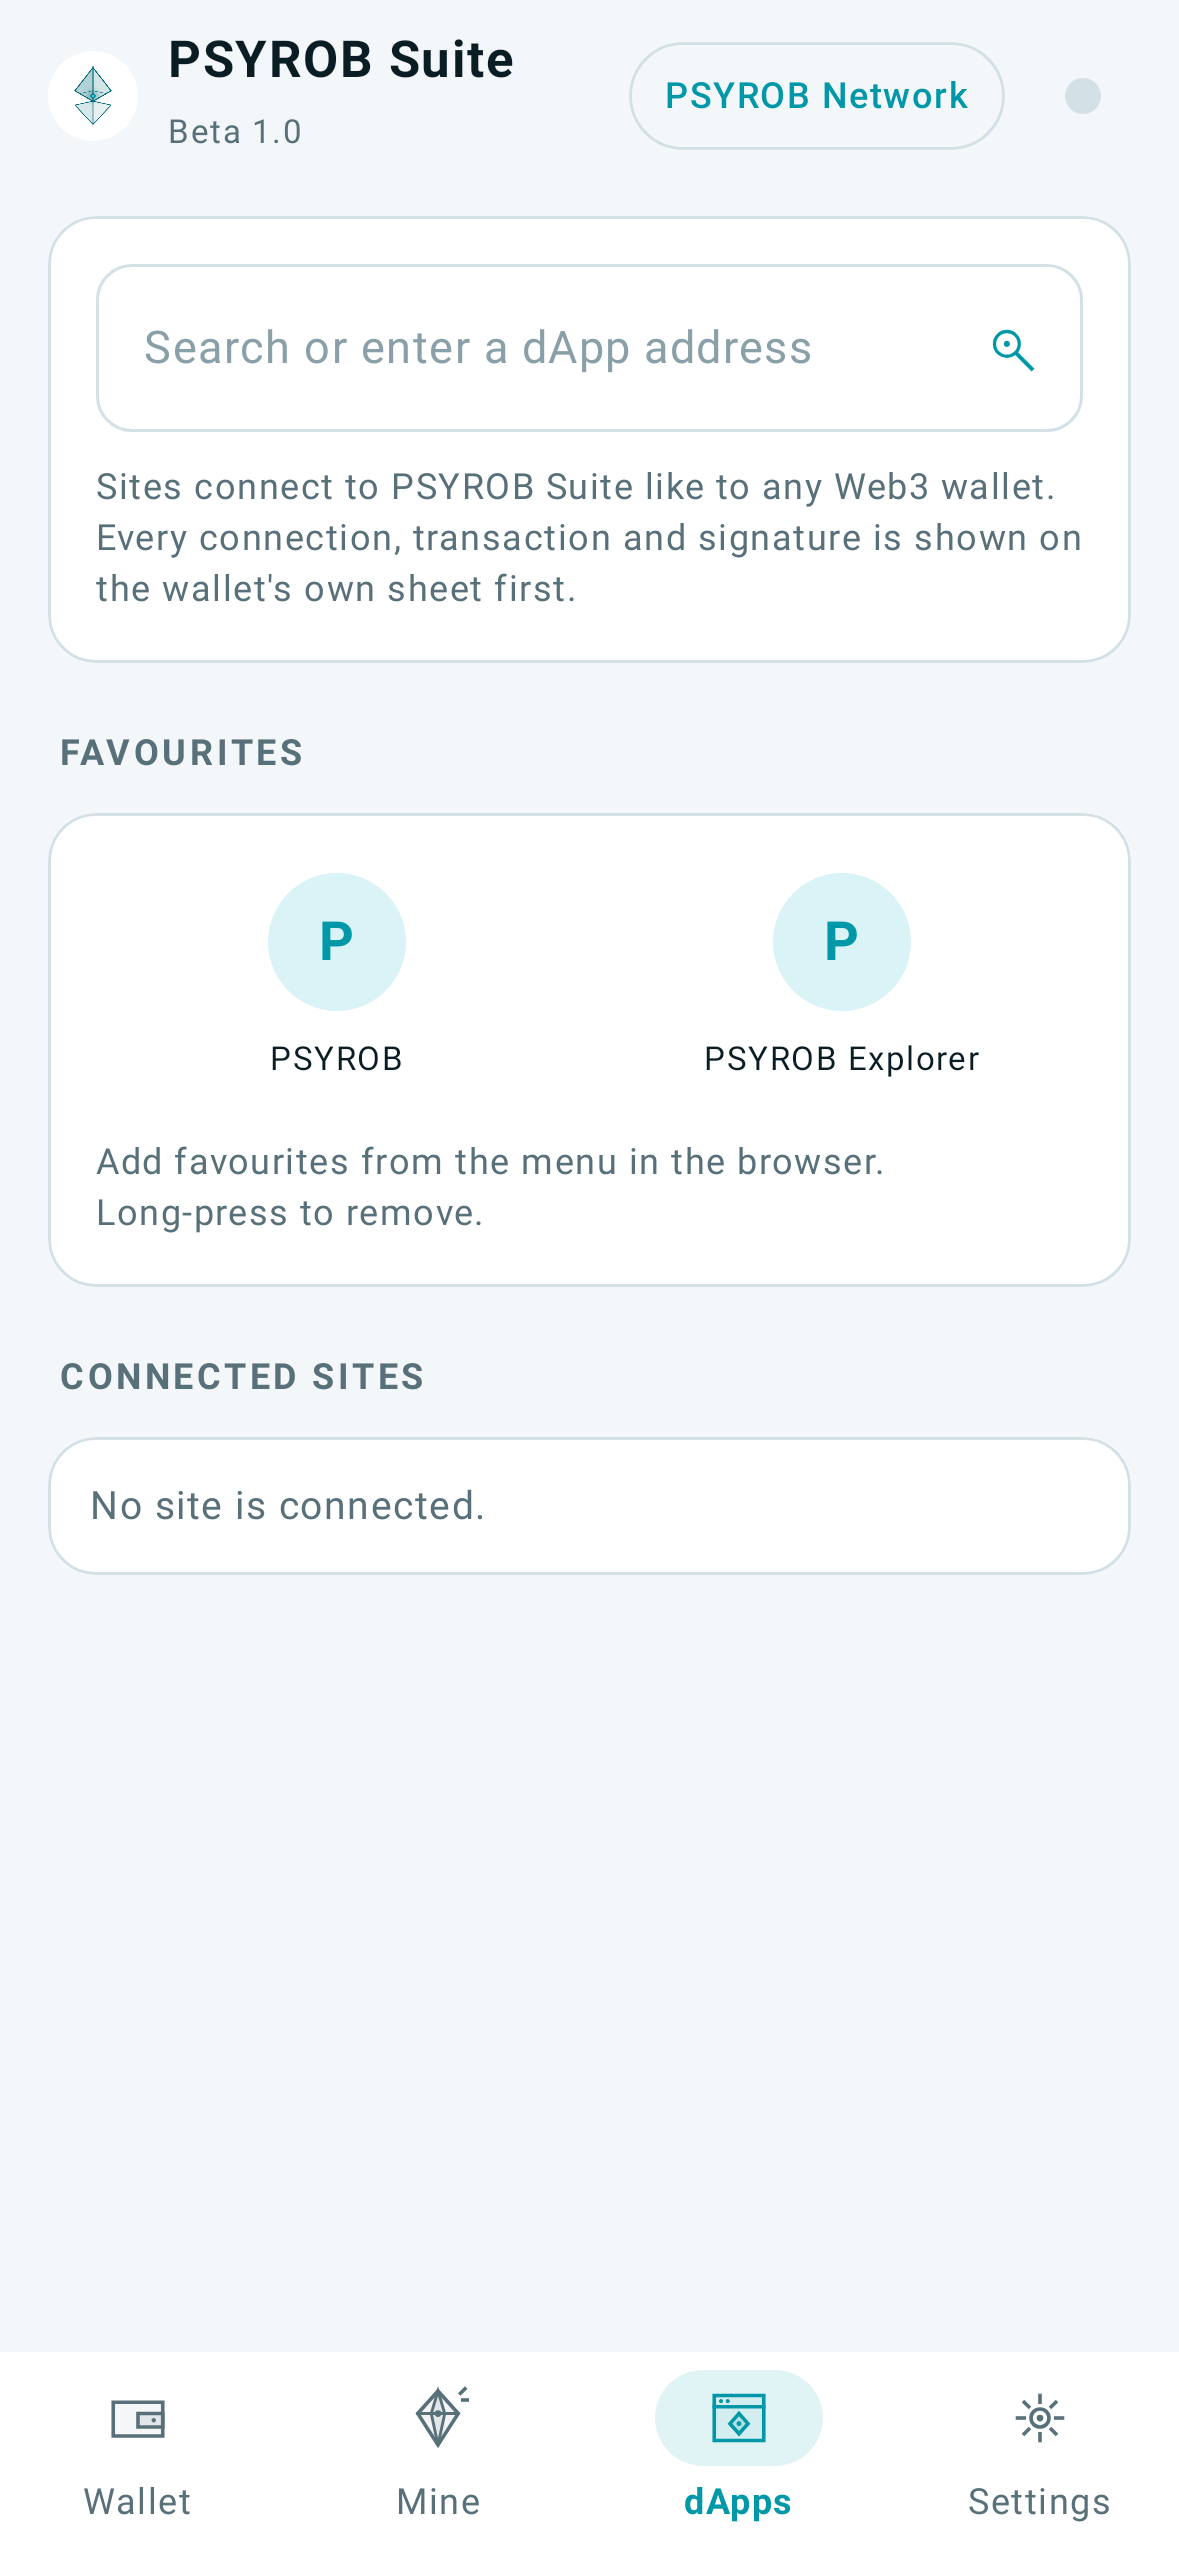 PSYROB Suite
Beta 1.0
PSYROB Network
Search or enter a dApp address
Sites connect to PSYROB Suite like to any Web3 wallet.
Every connection, transaction and signature is shown on
the wallet's own sheet first.
FAVOURITES
P
P
PSYROB
PSYROB Explorer
Add favourites from the menu in the browser.
Long-press to remove.
CONNECTED SITES
No site is connected.
Wallet
Mine
dApps
Settings